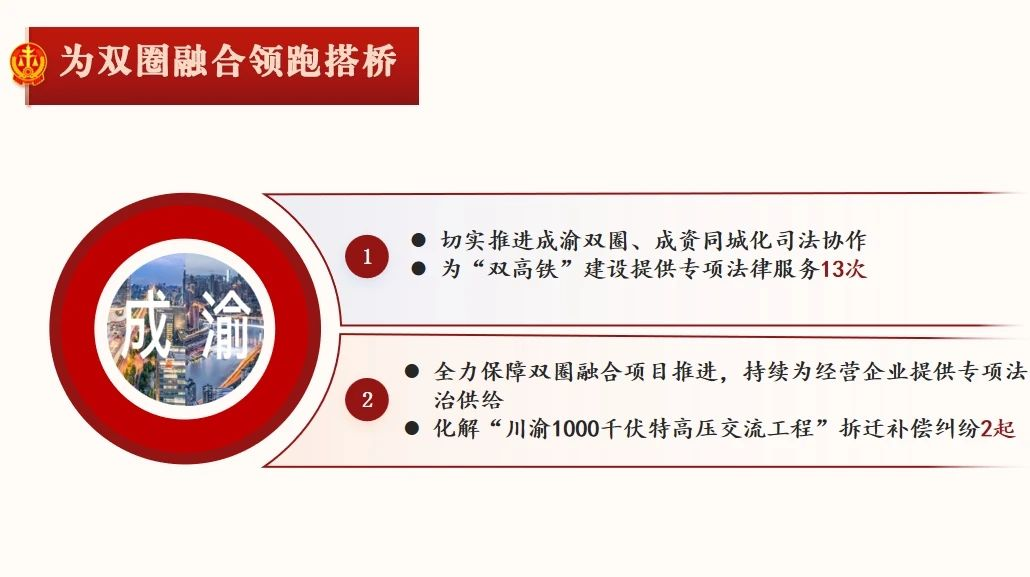 为双圈融合领跑搭桥
成渝
1
● 切实推进成渝双圈、成资同城化司法协作
● 为“双高铁”建设提供专项法律服务13次
2
● 全力保障双圈融合项目推进，持续为经营企业提供专项法
治供给
● 化解“川渝1000千伏特高压交流工程”拆迁补偿纠纷2起